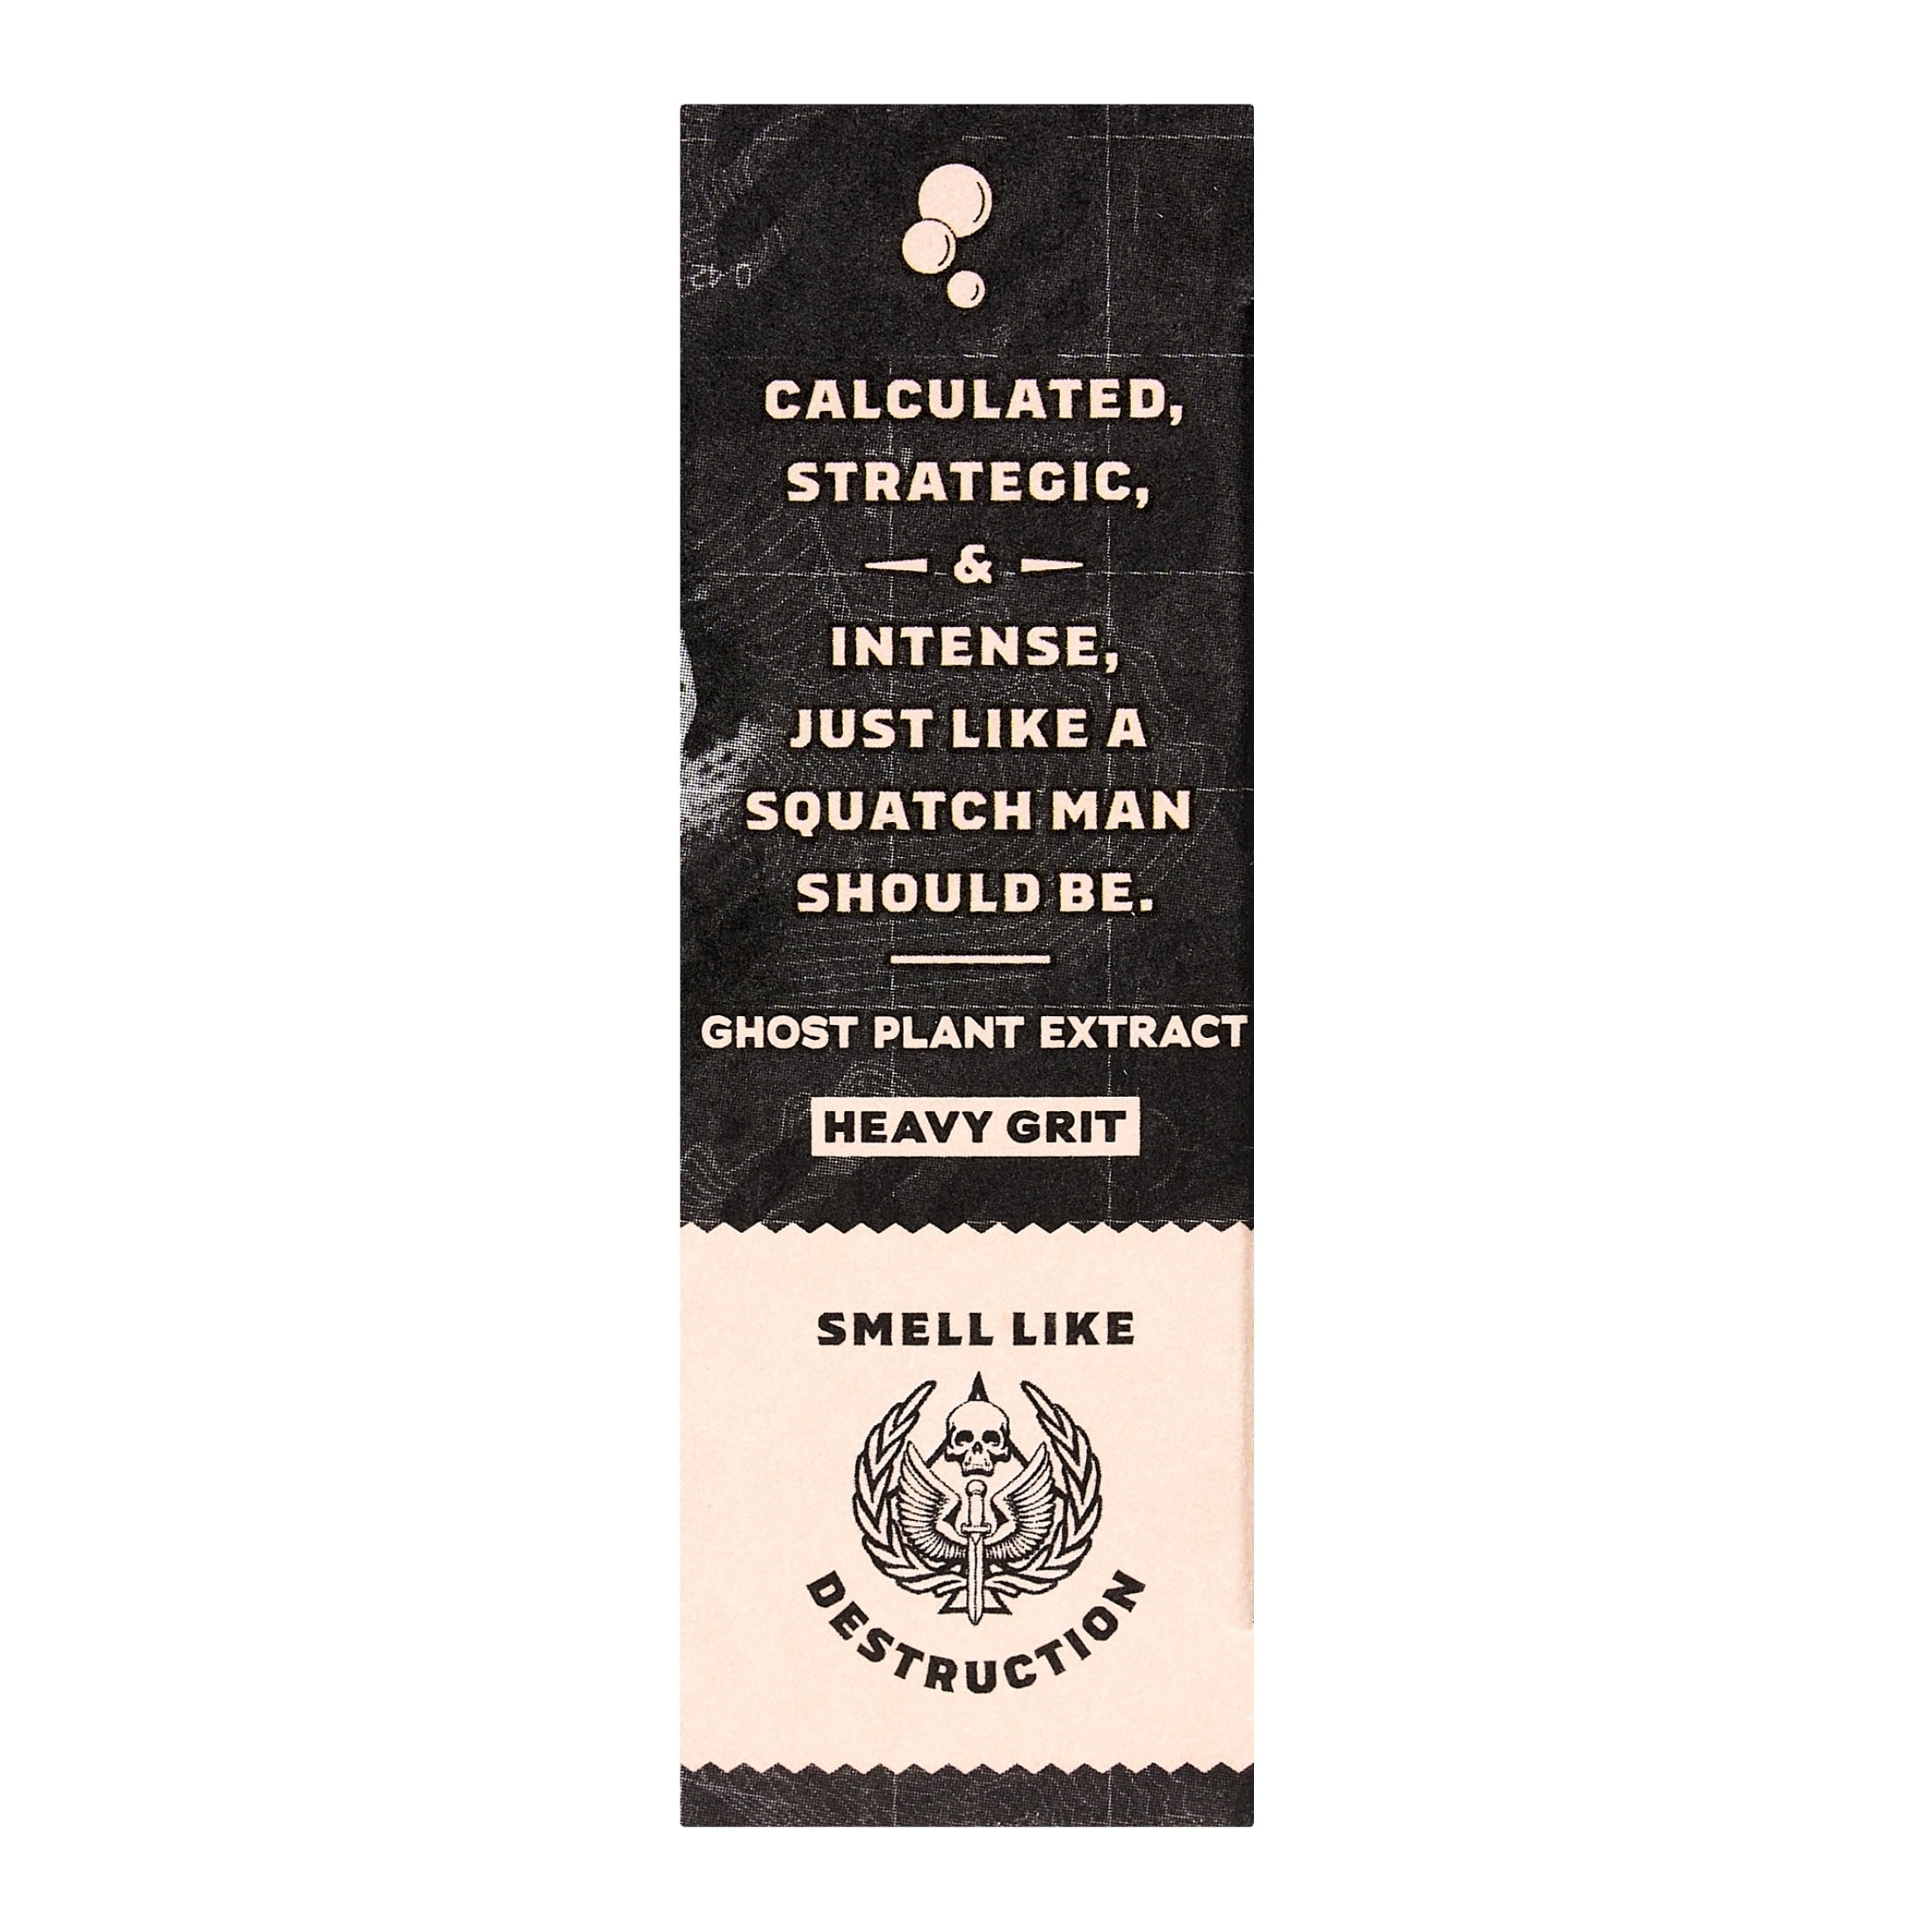 CALCULATED,
STRATEGIC,
&
INTENSE,
JUST LIKE A
SQUATCH MAN
SHOULD BE.
GHOST PLANT EXTRACT
HEAVY GRIT
SMELL LIKE
DESTRUCTION